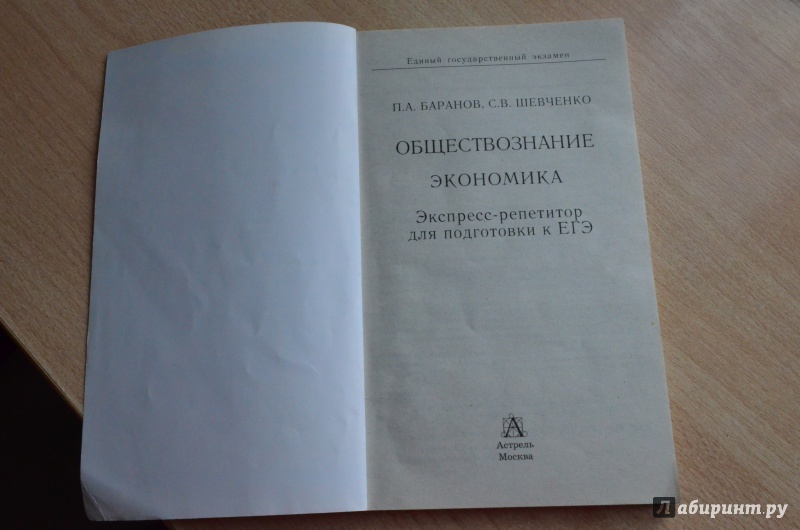 Единый государственный экзамен
П.А. БАРАНОВ, С.В. ШЕВЧЕНКО
ОБЩЕСТВОЗНАНИЕ
ЭКОНОМИКА
Экспресс-репетитор
для подготовки к ЕГЭ
А
Астрель
Москва
Лабиринт.ру